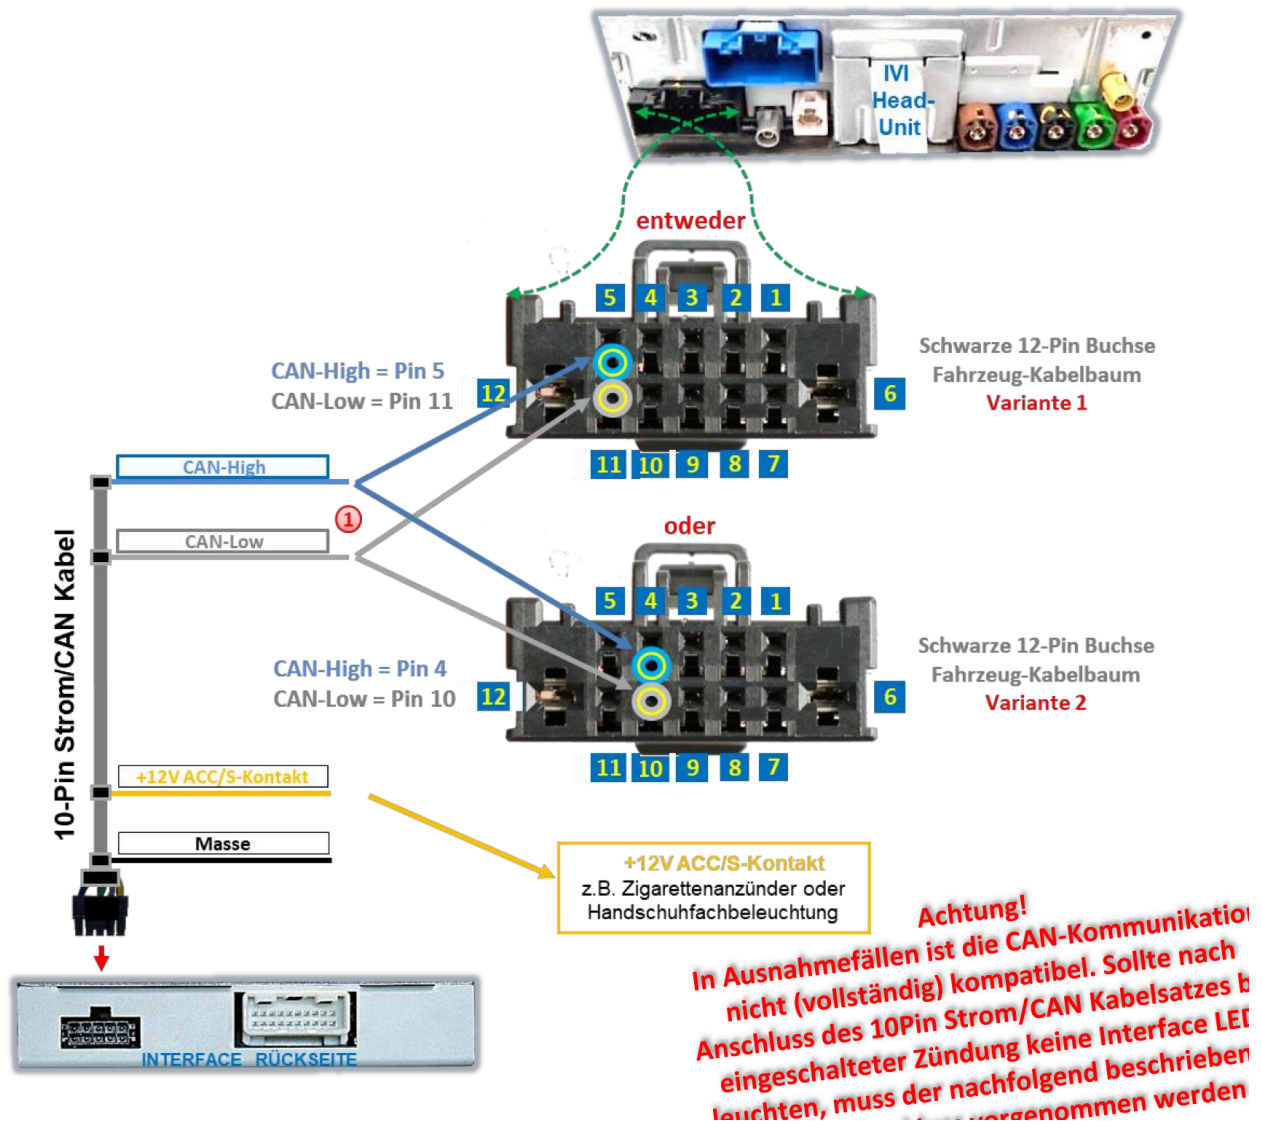 IVI
Head-
Unit
entweder
5 4 3 2 1
CAN-High = Pin 5
CAN-Low = Pin 11
12
6
Schwarze 12-Pin Buchse
Fahrzeug-Kabelbaum
Variante 1
11 10 9 8 7
CAN-High
1
CAN-Low
oder
5 4 3 2 1
CAN-High = Pin 4
CAN-Low = Pin 10
12
6
Schwarze 12-Pin Buchse
Fahrzeug-Kabelbaum
Variante 2
11 10 9 8 7
10-Pin Strom/CAN Kabel
+12V ACC/S-Kontakt
Masse
+12V ACC/S-Kontakt
z.B. Zigarettenanzünder oder
Handschuhfachbeleuchtung
INTERFACE RÜCKSEITE
Achtung!
In Ausnahmefällen ist die CAN-Kommunikation
nicht (vollständig) kompatibel. Sollte nach
Anschluss des 10Pin Strom/CAN Kabelsatzes b
eingeschalteter Zündung keine Interface LED
leuchten, muss der nachfolgend beschrieben
vorgenommen werden